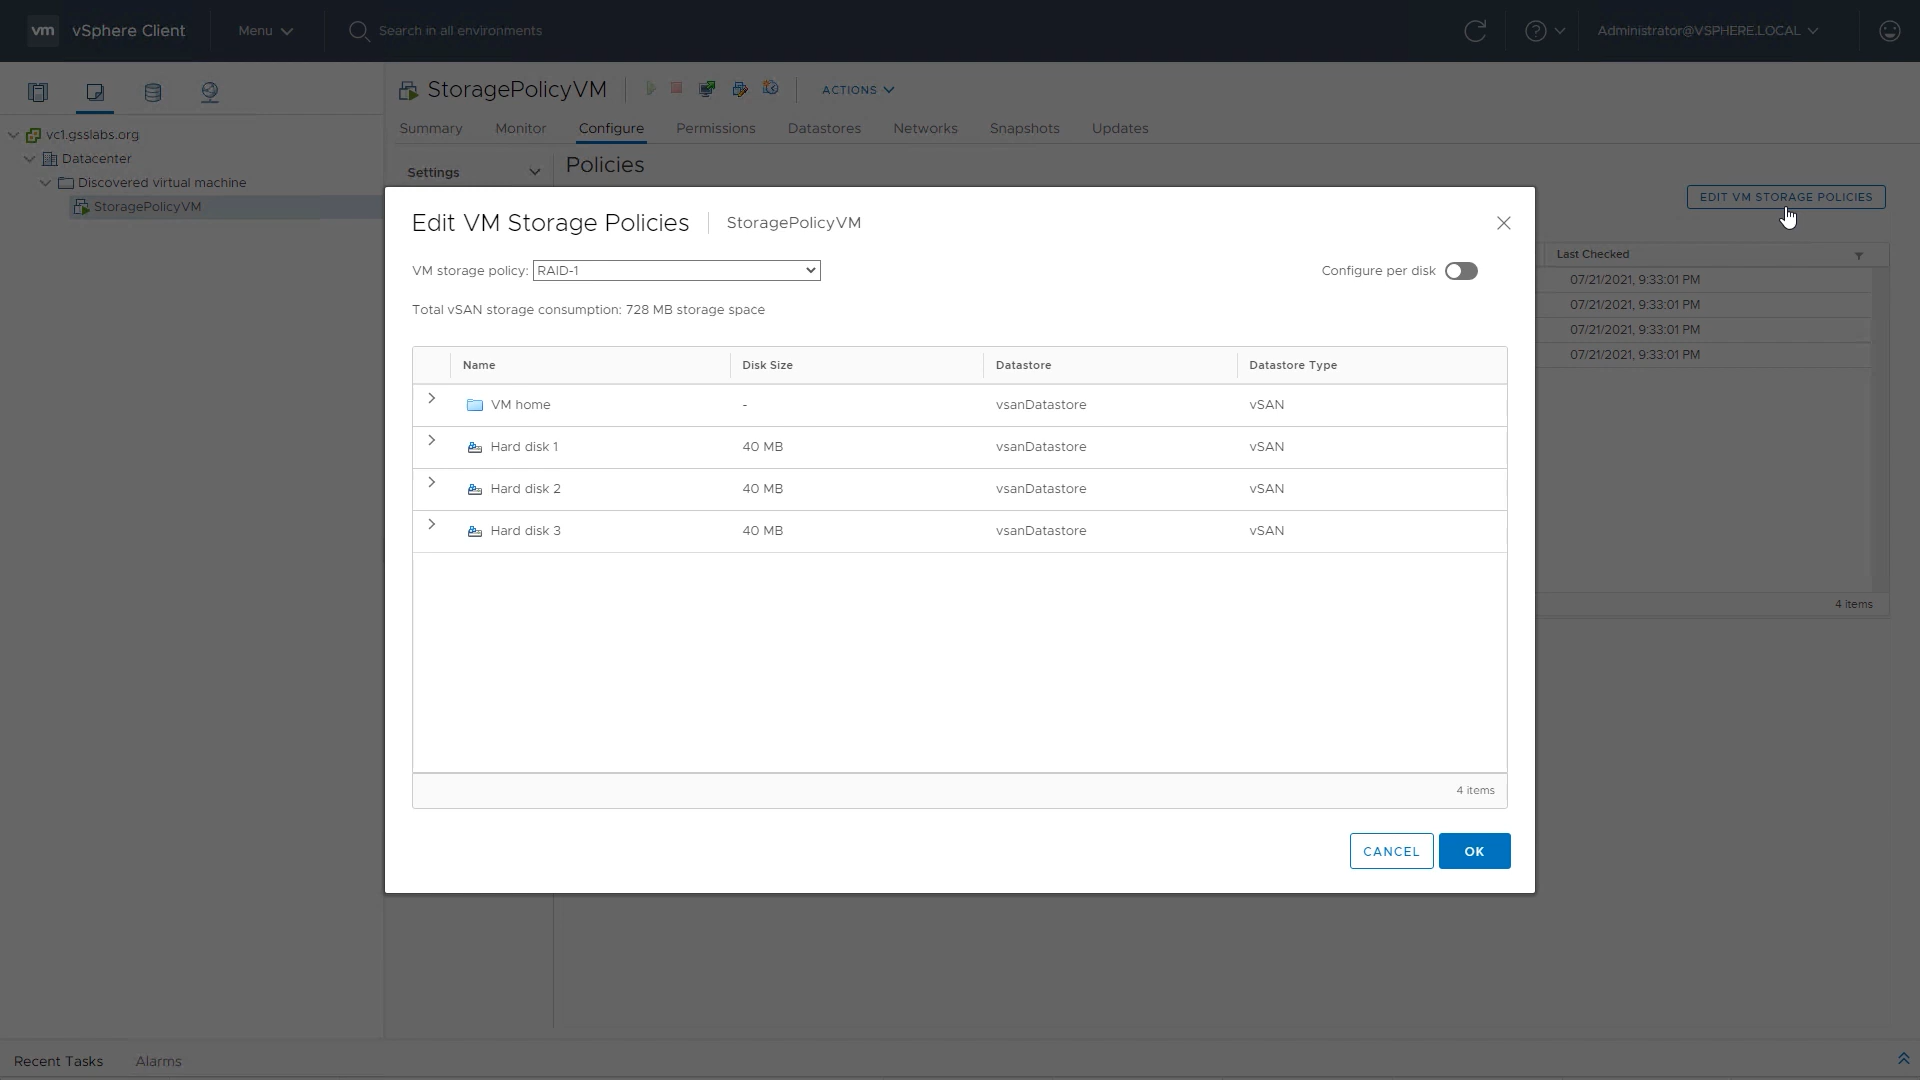 vm vSphere Client Menu Search in all environments Administrator@VSPHERE.LOCAL
StoragePolicyVM ACTIONS
Summary Monitor Configure Permissions Datastores Networks Snapshots Updates
vc1.gsslabs.org
Datacenter
Discovered virtual machine
StoragePolicyVM
Settings
Policies
EDIT VM STORAGE POLICIES
Last Checked
07/21/2021, 9:33:01 PM
07/21/2021, 9:33:01 PM
07/21/2021, 9:33:01 PM
07/21/2021, 9:33:01 PM
4 items
Edit VM Storage Policies StoragePolicyVM
VM storage policy: RAID-1 Configure per disk
Total vSAN storage consumption: 728 MB storage space
Name Disk Size Datastore Datastore Type
VM home - vsanDatastore vSAN
Hard disk 1 40 MB vsanDatastore vSAN
Hard disk 2 40 MB vsanDatastore vSAN
Hard disk 3 40 MB vsanDatastore vSAN
4 items
CANCEL OK
Recent Tasks Alarms